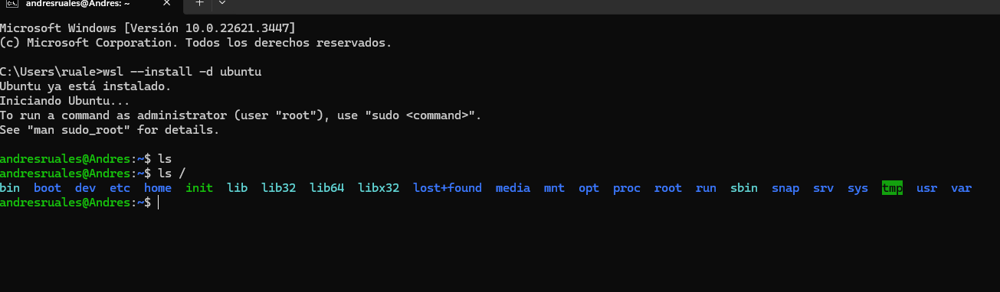 andresruales@Andres: ~
Microsoft Windows [Versión 10.0.22621.3447]
(c) Microsoft Corporation. Todos los derechos reservados.
C:\Users\ruale>wsl --install -d ubuntu
Ubuntu ya está instalado.
Iniciando Ubuntu...
To run a command as administrator (user "root"), use "sudo <command>".
See "man sudo_root" for details.
andresruales@Andres:~$ ls
andresruales@Andres:~$ ls /
bin boot dev etc home init lib lib32 lib64 libx32 lost+found media mnt opt proc root run sbin snap srv sys tmp usr var
andresruales@Andres:~$